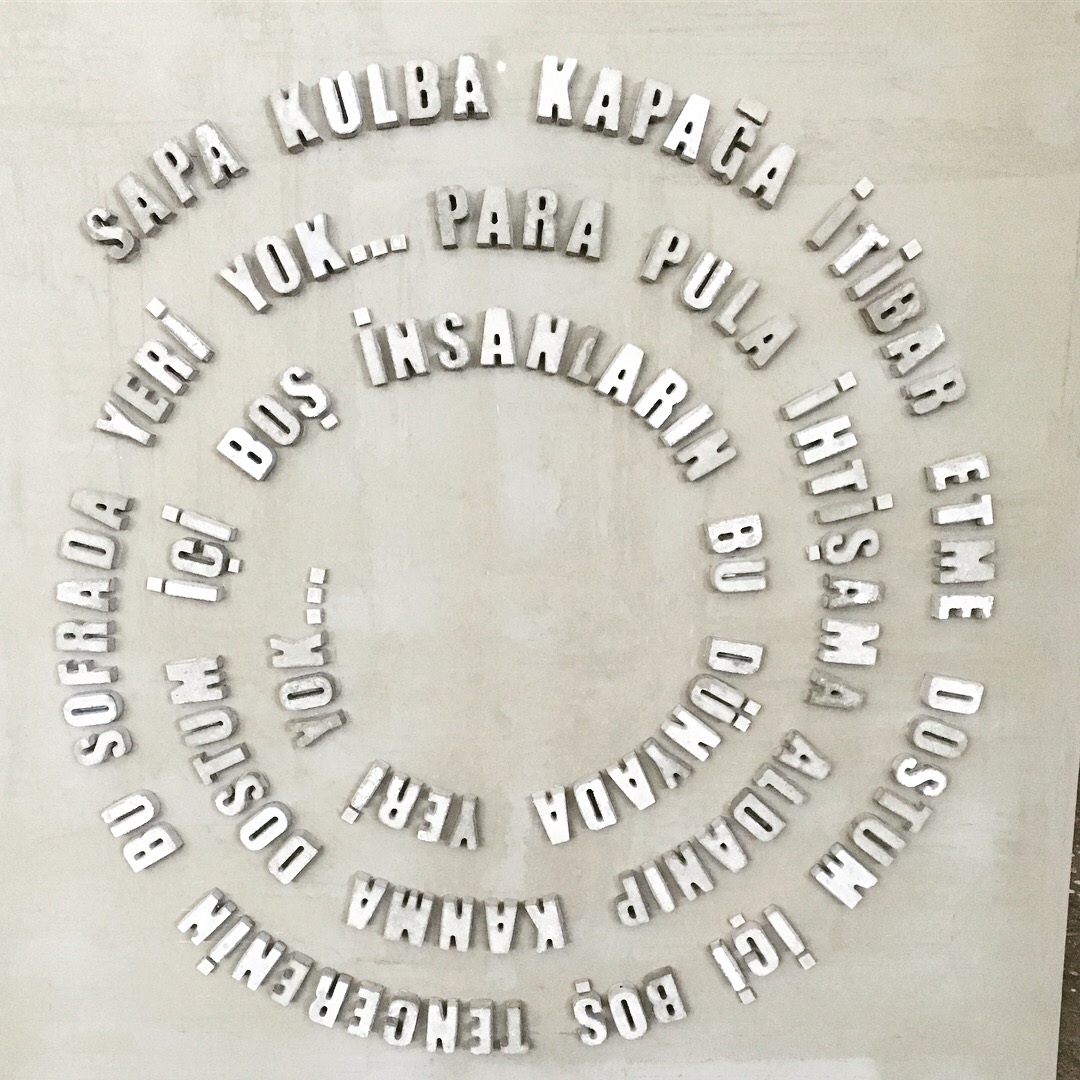 SAPA KULBA KAPAĞA İTİBAR ETME DOSTUM İÇİ BOŞ TENCERENİN BU SOFRADA YERİ YOK...
PARA PULA İHTİŞAMA ALDANIP KANMA DOSTUM İÇİ BOŞ İNSANLARIN BU DÜNYADA YERİ YOK...